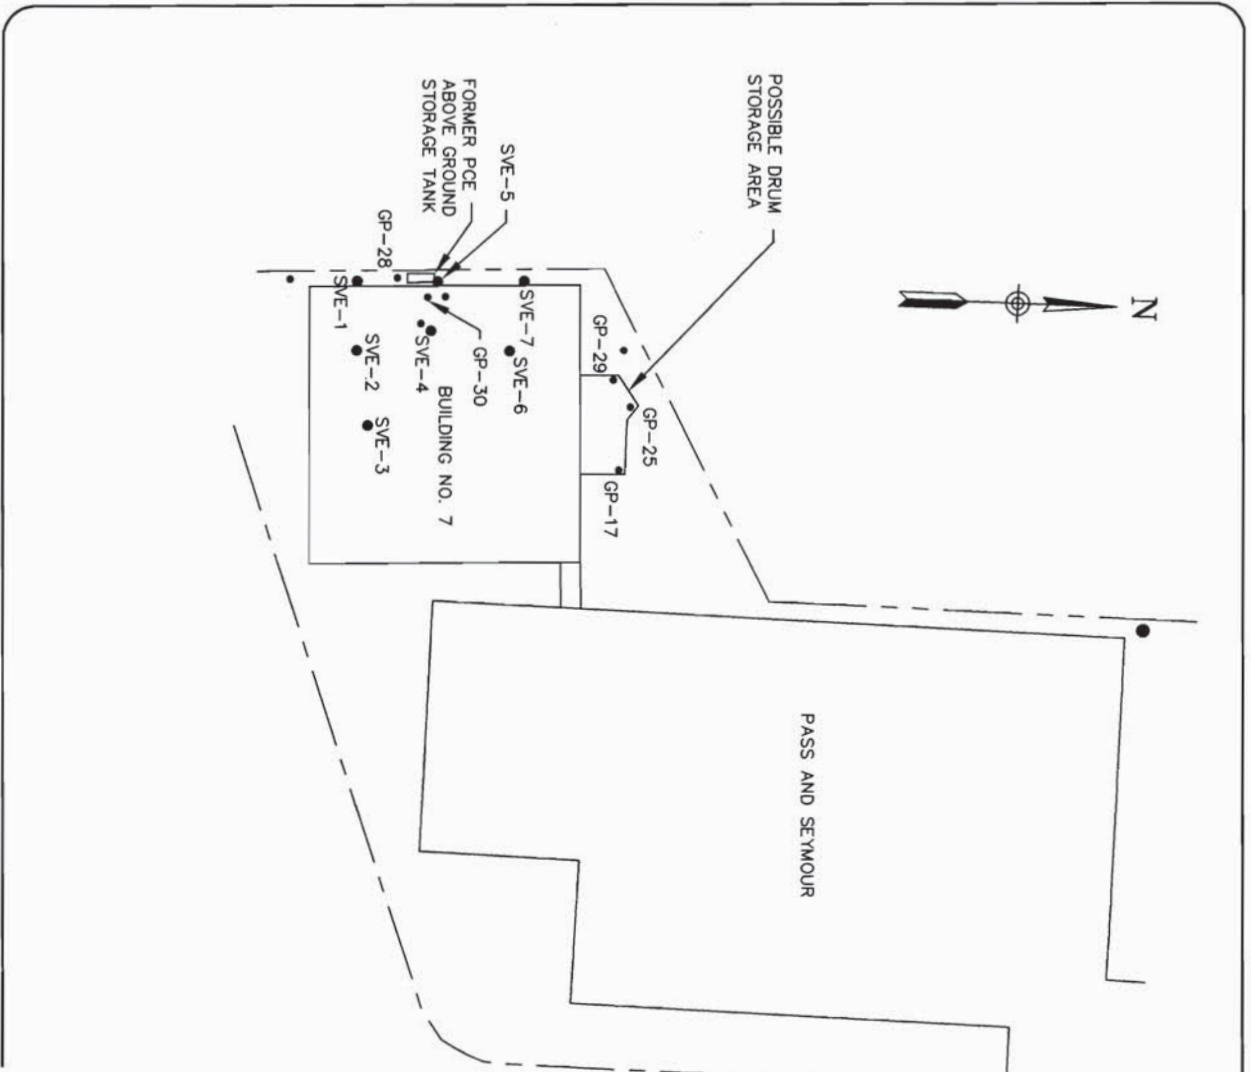 POSSIBLE DRUM
STORAGE AREA
N
FORMER PCE
ABOVE GROUND
STORAGE TANK
SVE-5
GP-28
SVE-1
SVE-2
SVE-3
SVE-4
GP-30
SVE-7
SVE-6
BUILDING NO. 7
GP-29
GP-25
GP-17
PASS AND SEYMOUR